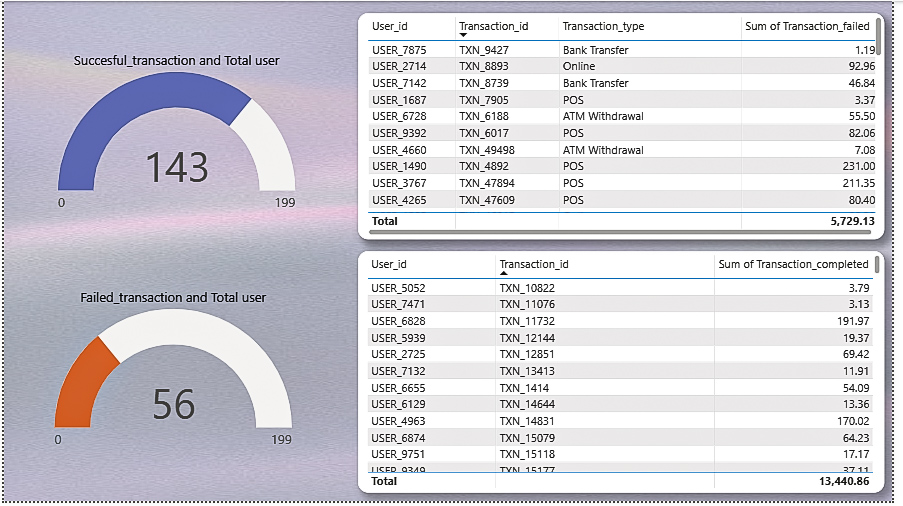 Succesful_transaction and Total user
143
0
199
Failed_transaction and Total user
56
0
199
User_id Transaction_id Transaction_type Sum of Transaction_failed
USER_7875 TXN_9427 Bank Transfer 1.19
USER_2714 TXN_8893 Online 92.96
USER_7142 TXN_8739 Bank Transfer 46.84
USER_1687 TXN_7905 POS 3.37
USER_6728 TXN_6188 ATM Withdrawal 55.50
USER_9392 TXN_6017 POS 82.06
USER_4660 TXN_49498 ATM Withdrawal 7.08
USER_1490 TXN_4892 POS 231.00
USER_3767 TXN_47894 POS 211.35
USER_4265 TXN_47609 POS 80.40
Total 5,729.13
User_id Transaction_id Sum of Transaction_completed
USER_5052 TXN_10822 3.79
USER_7471 TXN_11076 3.13
USER_6828 TXN_11732 191.97
USER_5939 TXN_12144 19.37
USER_2725 TXN_12851 69.42
USER_7132 TXN_13413 11.91
USER_6655 TXN_1414 54.09
USER_6129 TXN_14644 13.36
USER_4963 TXN_14831 170.02
USER_6874 TXN_15079 64.23
USER_9751 TXN_15118 17.17
USER_9349 TXN_15177 37.11
Total 13,440.86